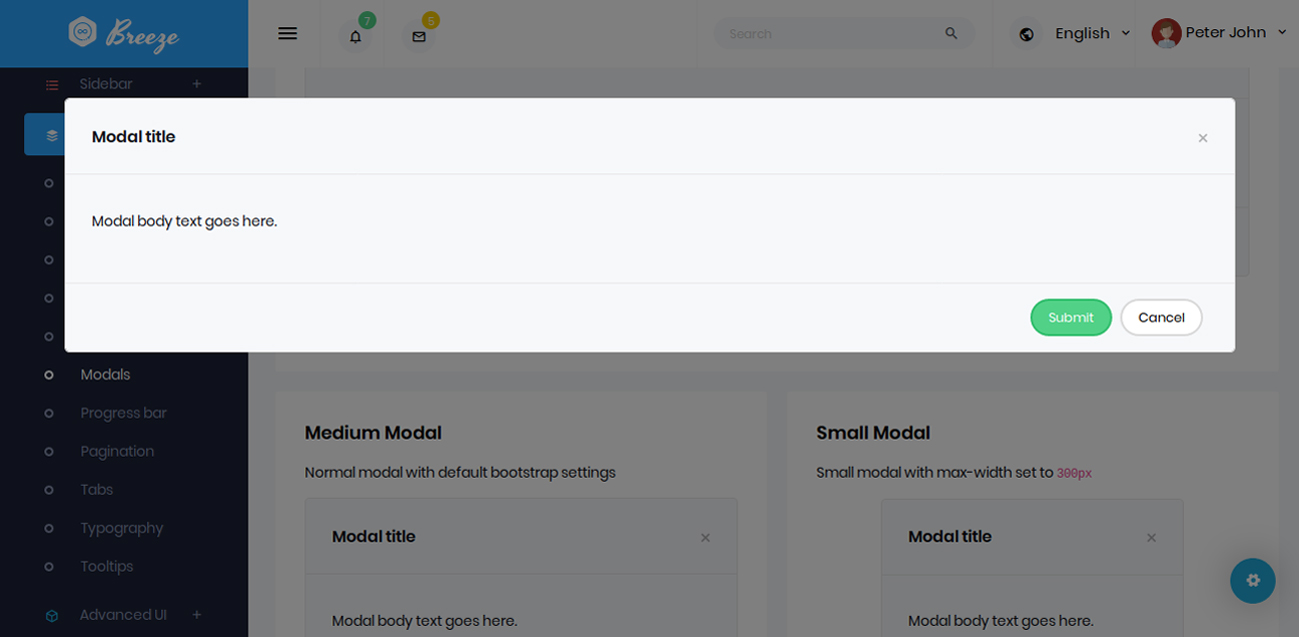 Breeze
7
5
Search
English
Peter John
Sidebar +
Modal title ×
Modal body text goes here.
Submit
Cancel
Modals
Progress bar
Pagination
Tabs
Typography
Tooltips
Advanced UI +
Medium Modal
Normal modal with default bootstrap settings
Modal title ×
Modal body text goes here.
Small Modal
Small modal with max-width set to 300px
Modal title ×
Modal body text goes here.